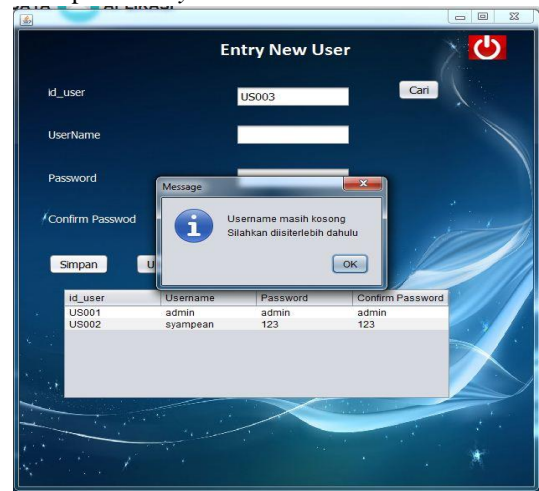 Entry New User
id_user
US003
Cari
UserName
Password
Message
Confirm Passwod
Username masih kosong
Silahkan diisiterlebih dahulu
OK
Simpan
U
id_user Username Password Confirm Password
US001 admin admin admin
US002 syampean 123 123